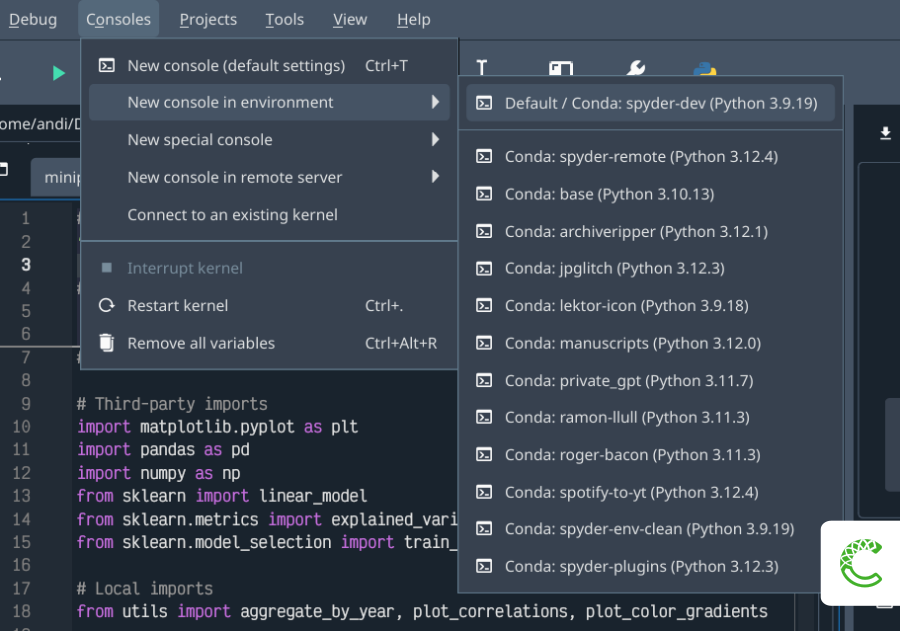 Debug Consoles Projects Tools View Help
New console (default settings) Ctrl+T
New console in environment
New special console
New console in remote server
Connect to an existing kernel
Interrupt kernel
Restart kernel Ctrl+.
Remove all variables Ctrl+Alt+R
Default / Conda: spyder-dev (Python 3.9.19)
Conda: spyder-remote (Python 3.12.4)
Conda: base (Python 3.10.13)
Conda: archiveripper (Python 3.12.1)
Conda: jpglitch (Python 3.12.3)
Conda: lektor-icon (Python 3.9.18)
Conda: manuscripts (Python 3.12.0)
Conda: private_gpt (Python 3.11.7)
Conda: ramon-llull (Python 3.11.3)
Conda: roger-bacon (Python 3.11.3)
Conda: spotify-to-yt (Python 3.12.4)
Conda: spyder-env-clean (Python 3.9.19)
Conda: spyder-plugins (Python 3.12.3)
ome/andi/D
minip
1 #
2
3
4 #
5
6
7 #
8
9 # Third-party imports
10 import matplotlib.pyplot as plt
11 import pandas as pd
12 import numpy as np
13 from sklearn import linear_model
14 from sklearn.metrics import explained_vari
15 from sklearn.model_selection import train_
16
17 # Local imports
18 from utils import aggregate_by_year, plot_correlations, plot_color_gradients